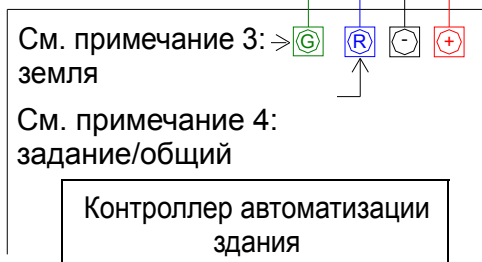 См. примечание 3: G R - +
земля
См. примечание 4:
задание/общий
Контроллер автоматизации
здания